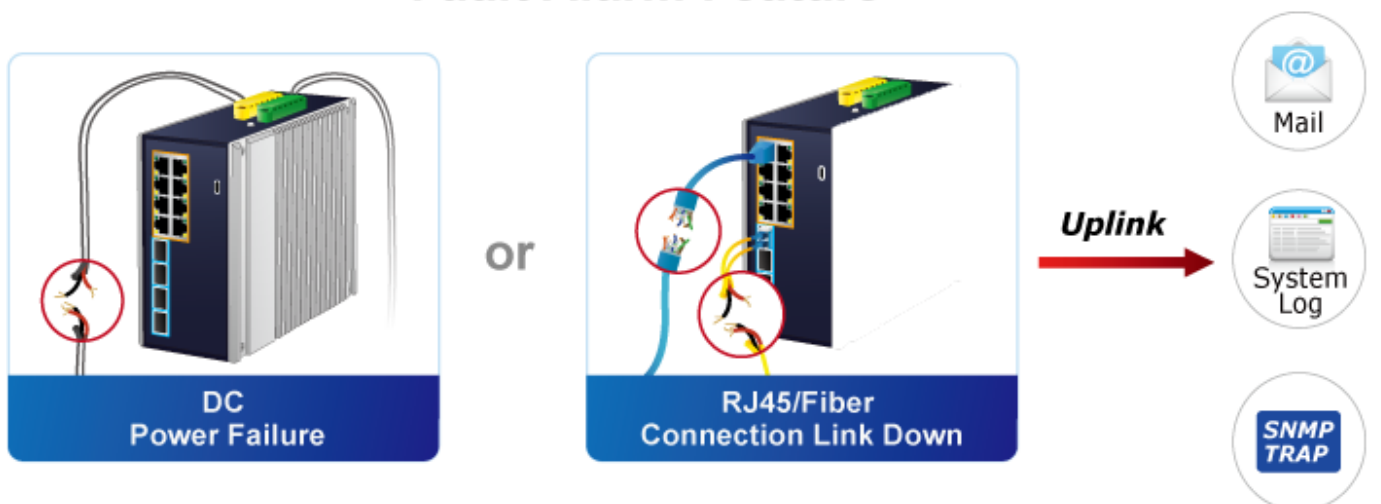 DC
Power Failure
or
RJ45/Fiber
Connection Link Down
Uplink
@
Mail
System
Log
SNMP
TRAP